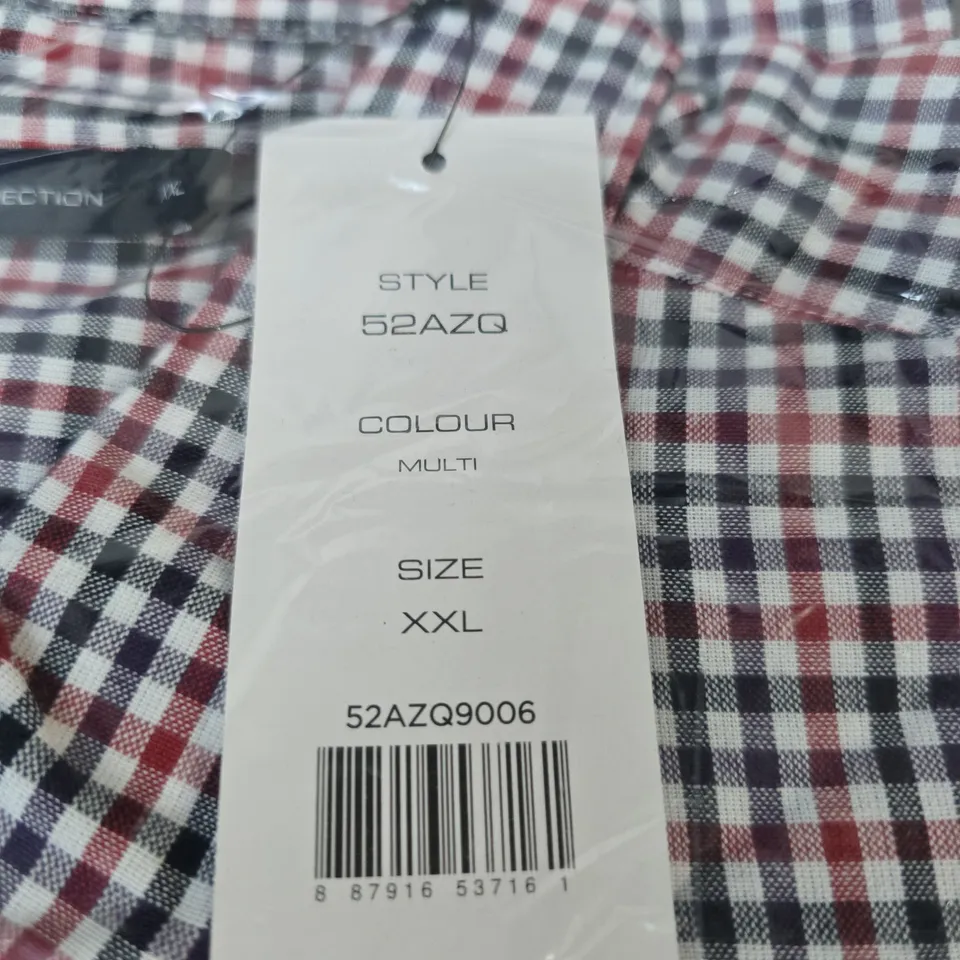 ECTION
XXL
STYLE
52AZQ
COLOUR
MULTI
SIZE
XXL
52AZQ9006
8 87916 53716 1